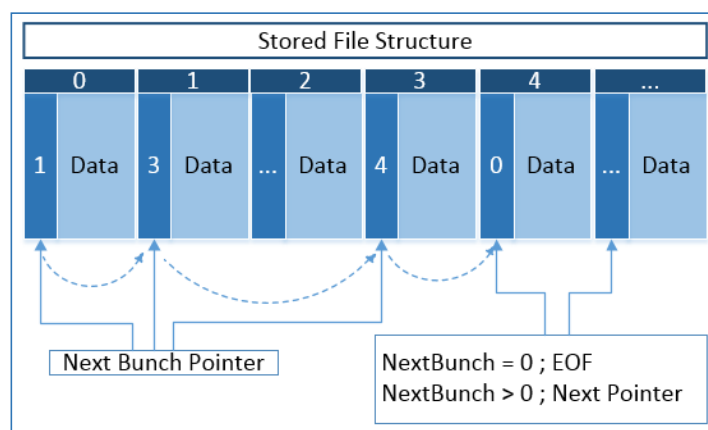 Stored File Structure
0 1 2 3 4 ...
1 Data 3 Data ... Data 4 Data 0 Data ... Data
Next Bunch Pointer
NextBunch = 0 ; EOF
NextBunch > 0 ; Next Pointer